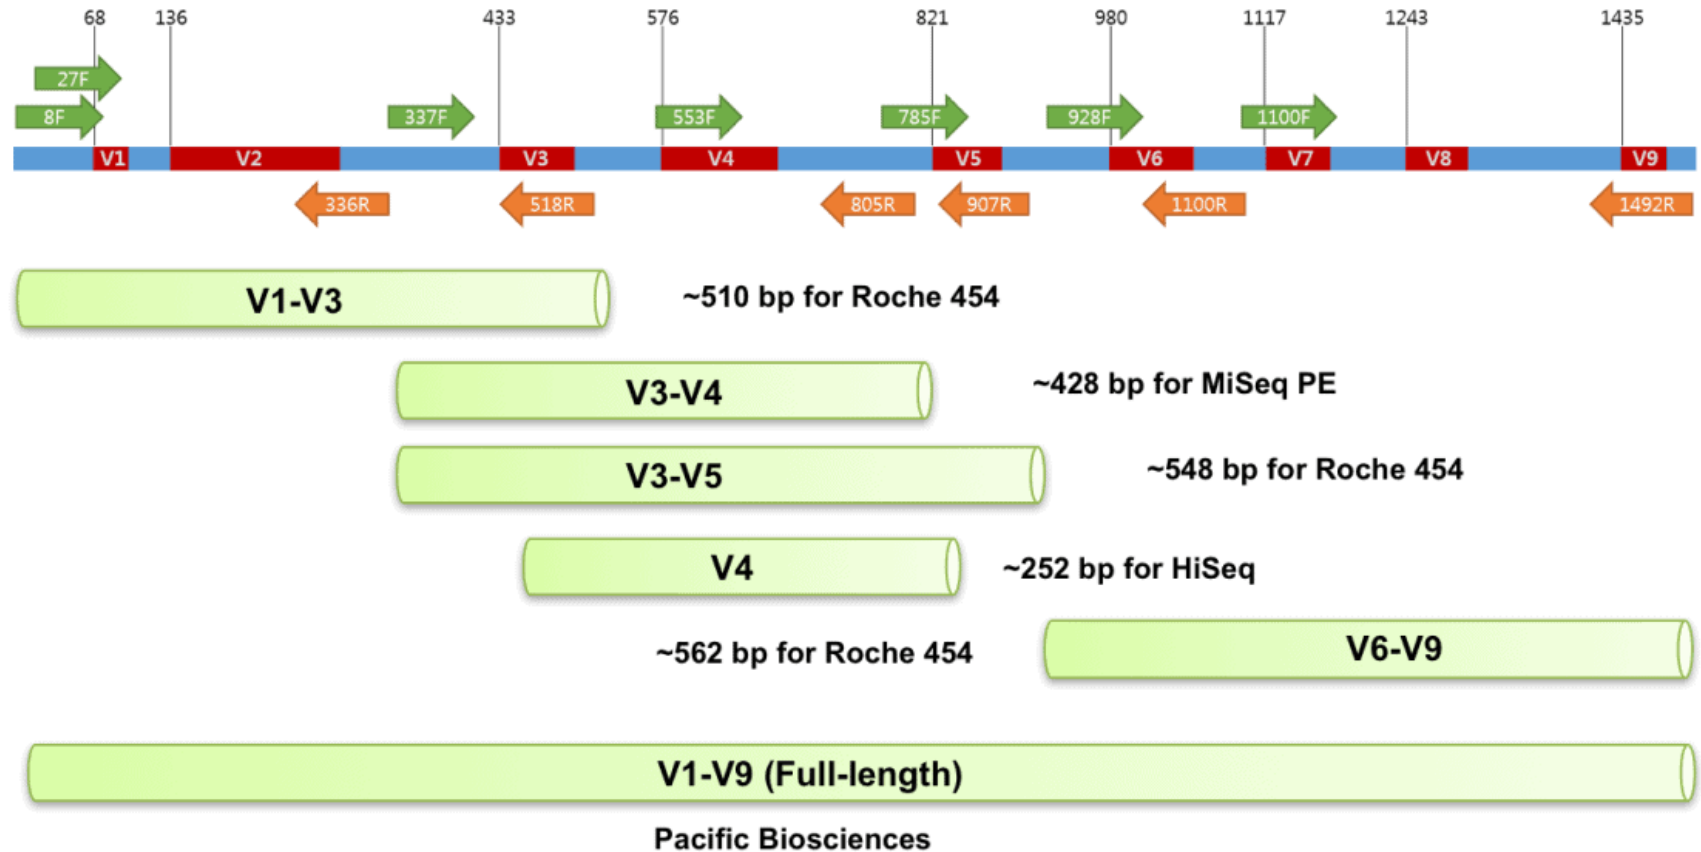 68 136 433 576 821 980 1117 1243 1435
27F
8F 337F 553F 785F 928F 1100F
V1 V2 V3 V4 V5 V6 V7 V8 V9
336R 518R 805R 907R 1100R 1492R
V1-V3 ~510 bp for Roche 454
V3-V4 ~428 bp for MiSeq PE
V3-V5 ~548 bp for Roche 454
V4 ~252 bp for HiSeq
~562 bp for Roche 454 V6-V9
V1-V9 (Full-length)
Pacific Biosciences